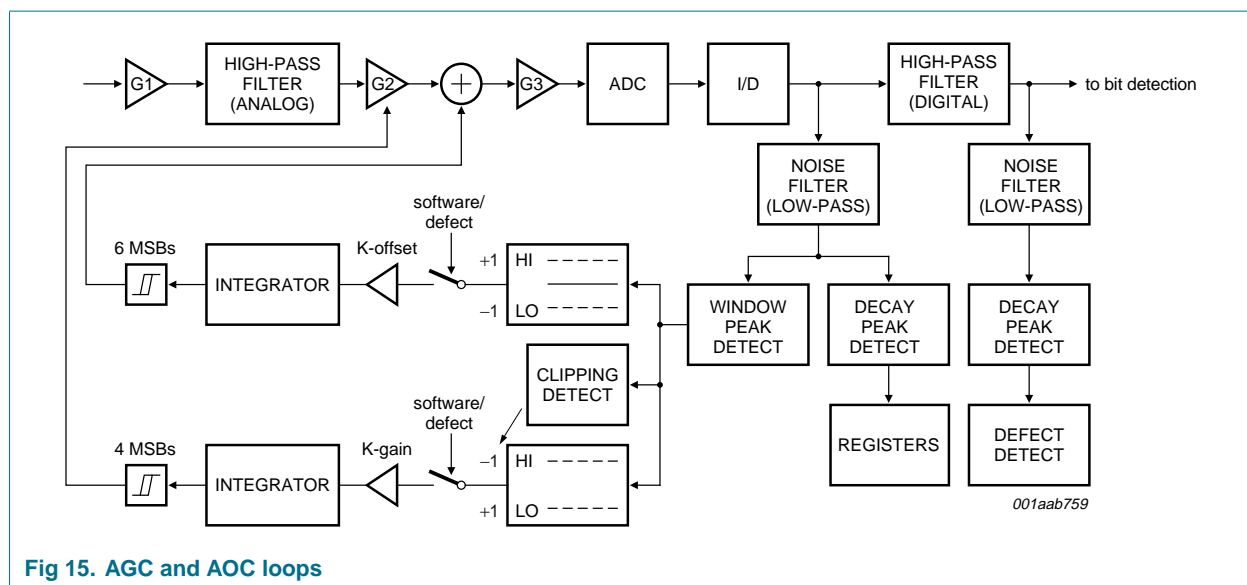 G1
HIGH-PASS
FILTER
(ANALOG)
G2
+
G3
ADC
I/D
HIGH-PASS
FILTER
(DIGITAL)
to bit detection
NOISE
FILTER
(LOW-PASS)
NOISE
FILTER
(LOW-PASS)
6 MSBs
INTEGRATOR
K-offset
software/
defect
+1 HI
−1 LO
WINDOW
PEAK
DETECT
DECAY
PEAK
DETECT
DECAY
PEAK
DETECT
CLIPPING
DETECT
4 MSBs
INTEGRATOR
K-gain
software/
defect
−1 HI
+1 LO
REGISTERS
DEFECT
DETECT
001aab759
Fig 15. AGC and AOC loops